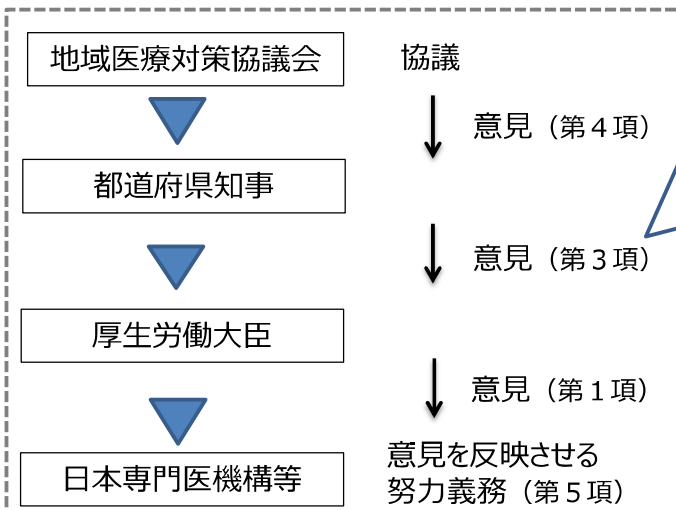 地域医療対策協議会
協議
意見（第４項）
都道府県知事
意見（第３項）
厚生労働大臣
意見（第１項）
日本専門医機構等
意見を反映させる
努力義務（第５項）